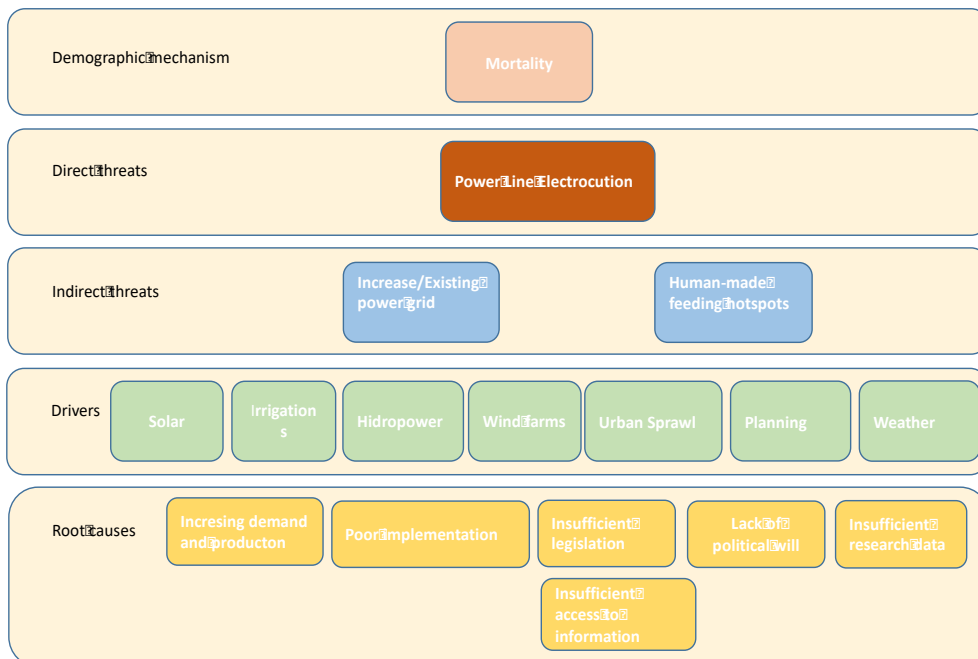 Demographic mechanism
Mortality
Direct threats
Power Line Electrocution
Indirect threats
Increase/Existing
power grid
Human-made
feeding hotspots
Drivers
Solar
Irrigation
s
Hidropower
Wind farms
Urban Sprawl
Planning
Weather
Root causes
Incresing demand
and producton
Poor implementation
Insufficient
legislation
Lack of
political will
Insufficient
research data
Insufficient
access to
information